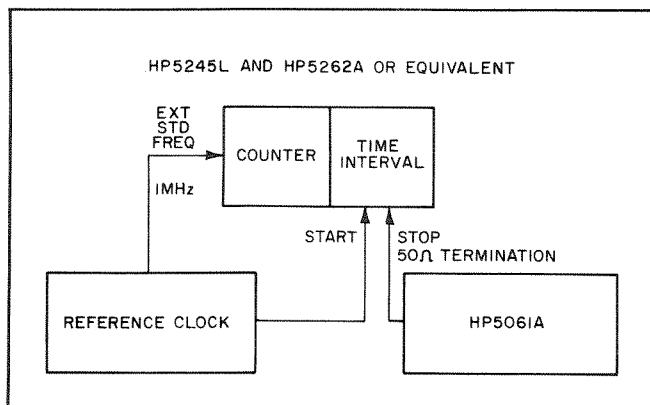 HP5245L AND HP5262A OR EQUIVALENT
EXT
STD
FREQ
1MHz
COUNTER
TIME
INTERVAL
START
STOP
50Ω TERMINATION
REFERENCE CLOCK
HP5061A